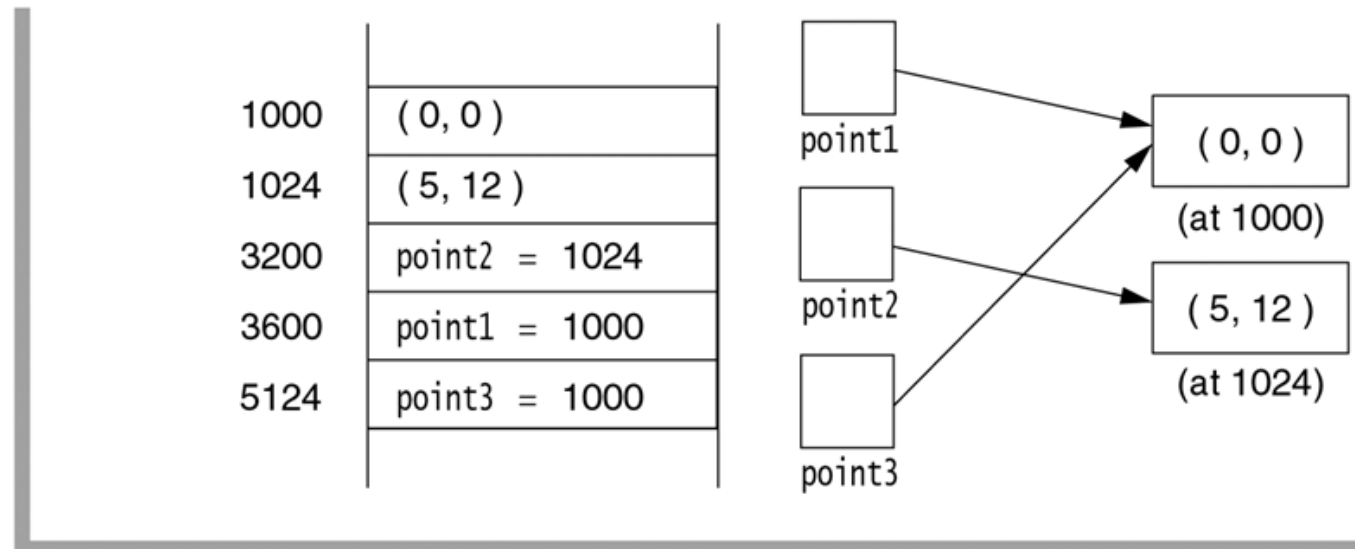 1000 ( 0, 0 )
1024 ( 5, 12 )
3200 point2 = 1024
3600 point1 = 1000
5124 point3 = 1000
point1
point2
point3
( 0, 0 )
(at 1000)
( 5, 12 )
(at 1024)